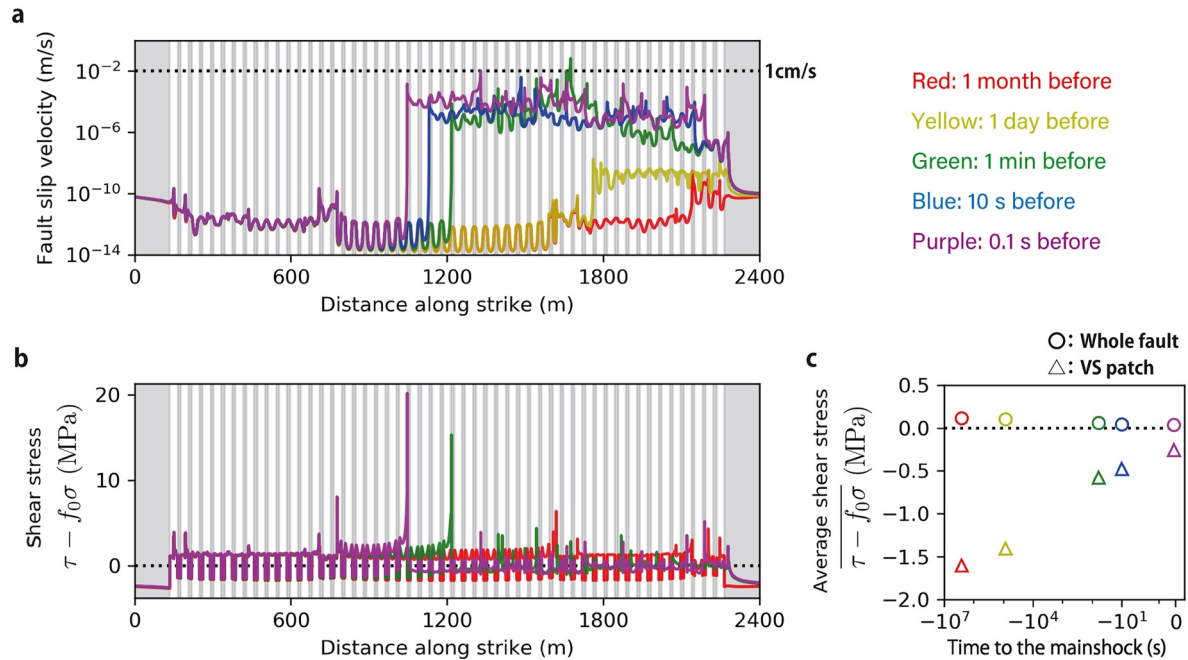 a
Fault slip velocity (m/s)
10⁻²
10⁻⁶
10⁻¹⁰
10⁻¹⁴
1cm/s
0 600 1200 1800 2400
Distance along strike (m)
Red: 1 month before
Yellow: 1 day before
Green: 1 min before
Blue: 10 s before
Purple: 0.1 s before
b
Shear stress
τ − f₀σ (MPa)
20
10
0
0 600 1200 1800 2400
Distance along strike (m)
c
○: Whole fault
△: VS patch
Average shear stress
τ − f₀σ (MPa)
0.5
0.0
−0.5
−1.0
−1.5
−2.0
−10⁷ −10⁴ −10¹ 0
Time to the mainshock (s)